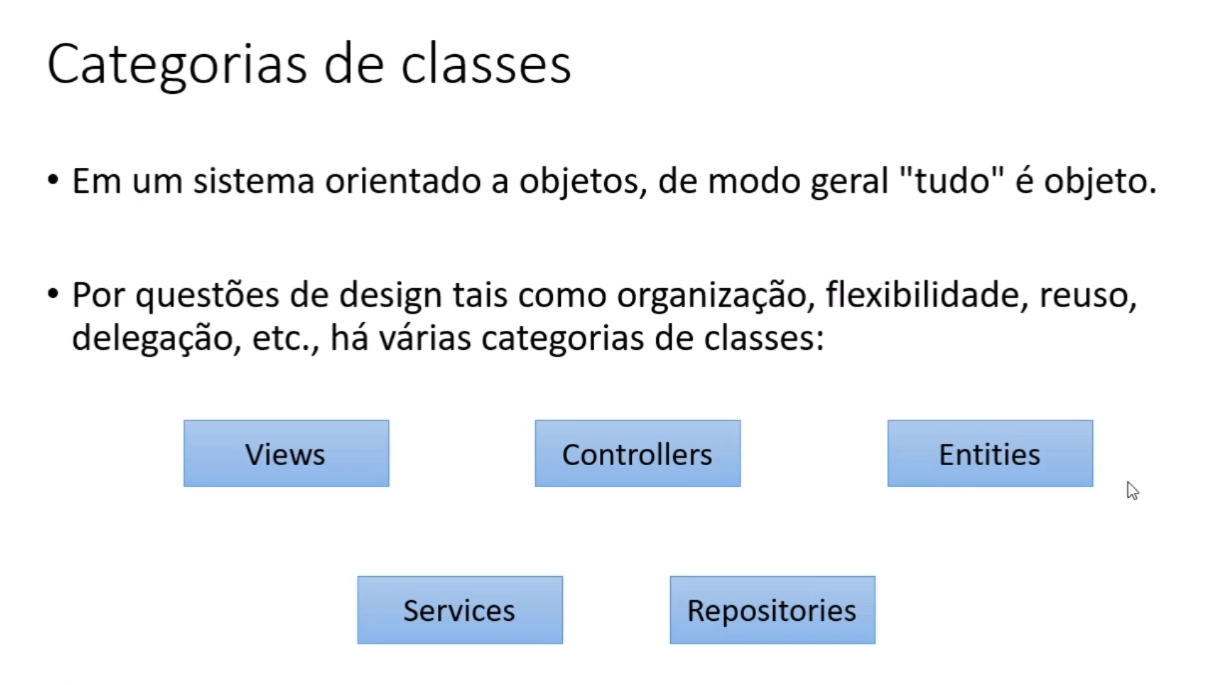 Categorias de classes
• Em um sistema orientado a objetos, de modo geral "tudo" é objeto.
• Por questões de design tais como organização, flexibilidade, reuso,
delegação, etc., há várias categorias de classes:
Views
Controllers
Entities
Services
Repositories